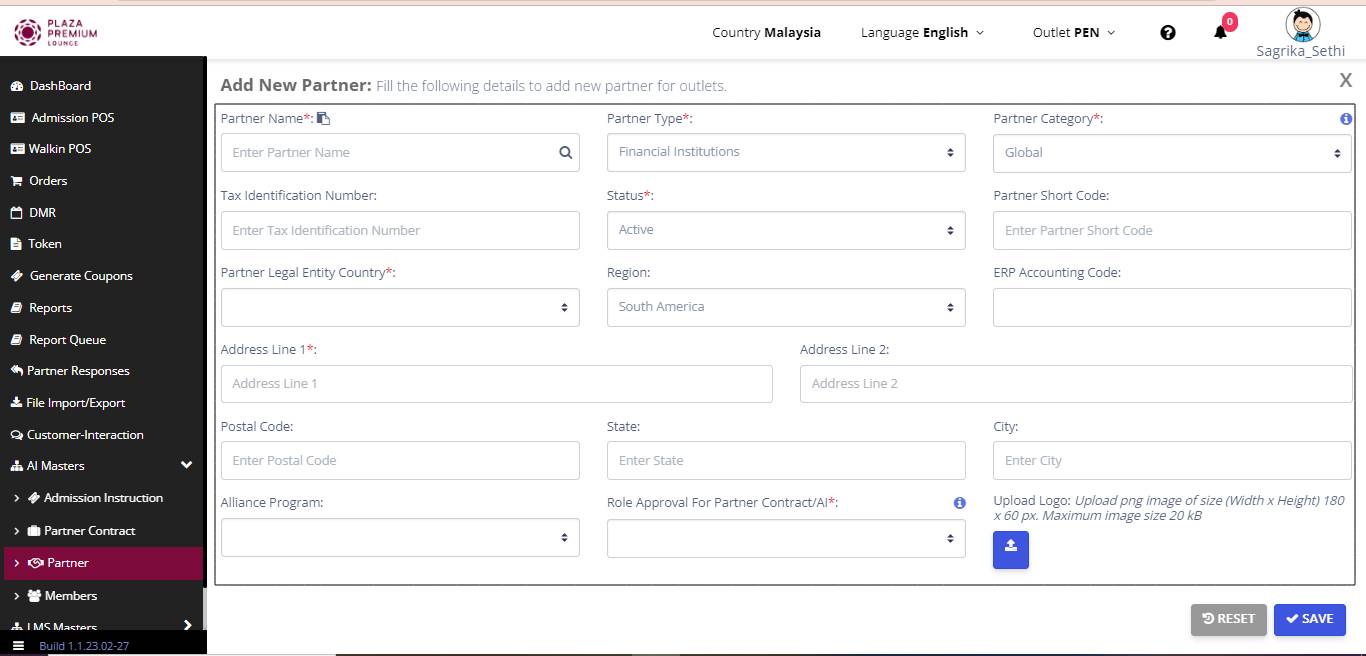 PLAZA
PREMIUM
LOUNGE
Country Malaysia
Language English
Outlet PEN
0
Sagrika_Sethi
DashBoard
Admission POS
Walkin POS
Orders
DMR
Token
Generate Coupons
Reports
Report Queue
Partner Responses
File Import/Export
Customer-Interaction
AI Masters
Admission Instruction
Partner Contract
Partner
Members
LMS Masters
Build 1.1.23.02-27
Add New Partner: Fill the following details to add new partner for outlets.
X
Partner Name*:
Partner Type*:
Partner Category*:
Enter Partner Name
Financial Institutions
Global
Tax Identification Number:
Status*:
Partner Short Code:
Enter Tax Identification Number
Active
Enter Partner Short Code
Partner Legal Entity Country*:
Region:
ERP Accounting Code:
South America
Address Line 1*:
Address Line 2:
Address Line 1
Address Line 2
Postal Code:
State:
City:
Enter Postal Code
Enter State
Enter City
Alliance Program:
Role Approval For Partner Contract/AI*:
Upload Logo: Upload png image of size (Width x Height) 180
x 60 px. Maximum image size 20 kB
RESET
SAVE